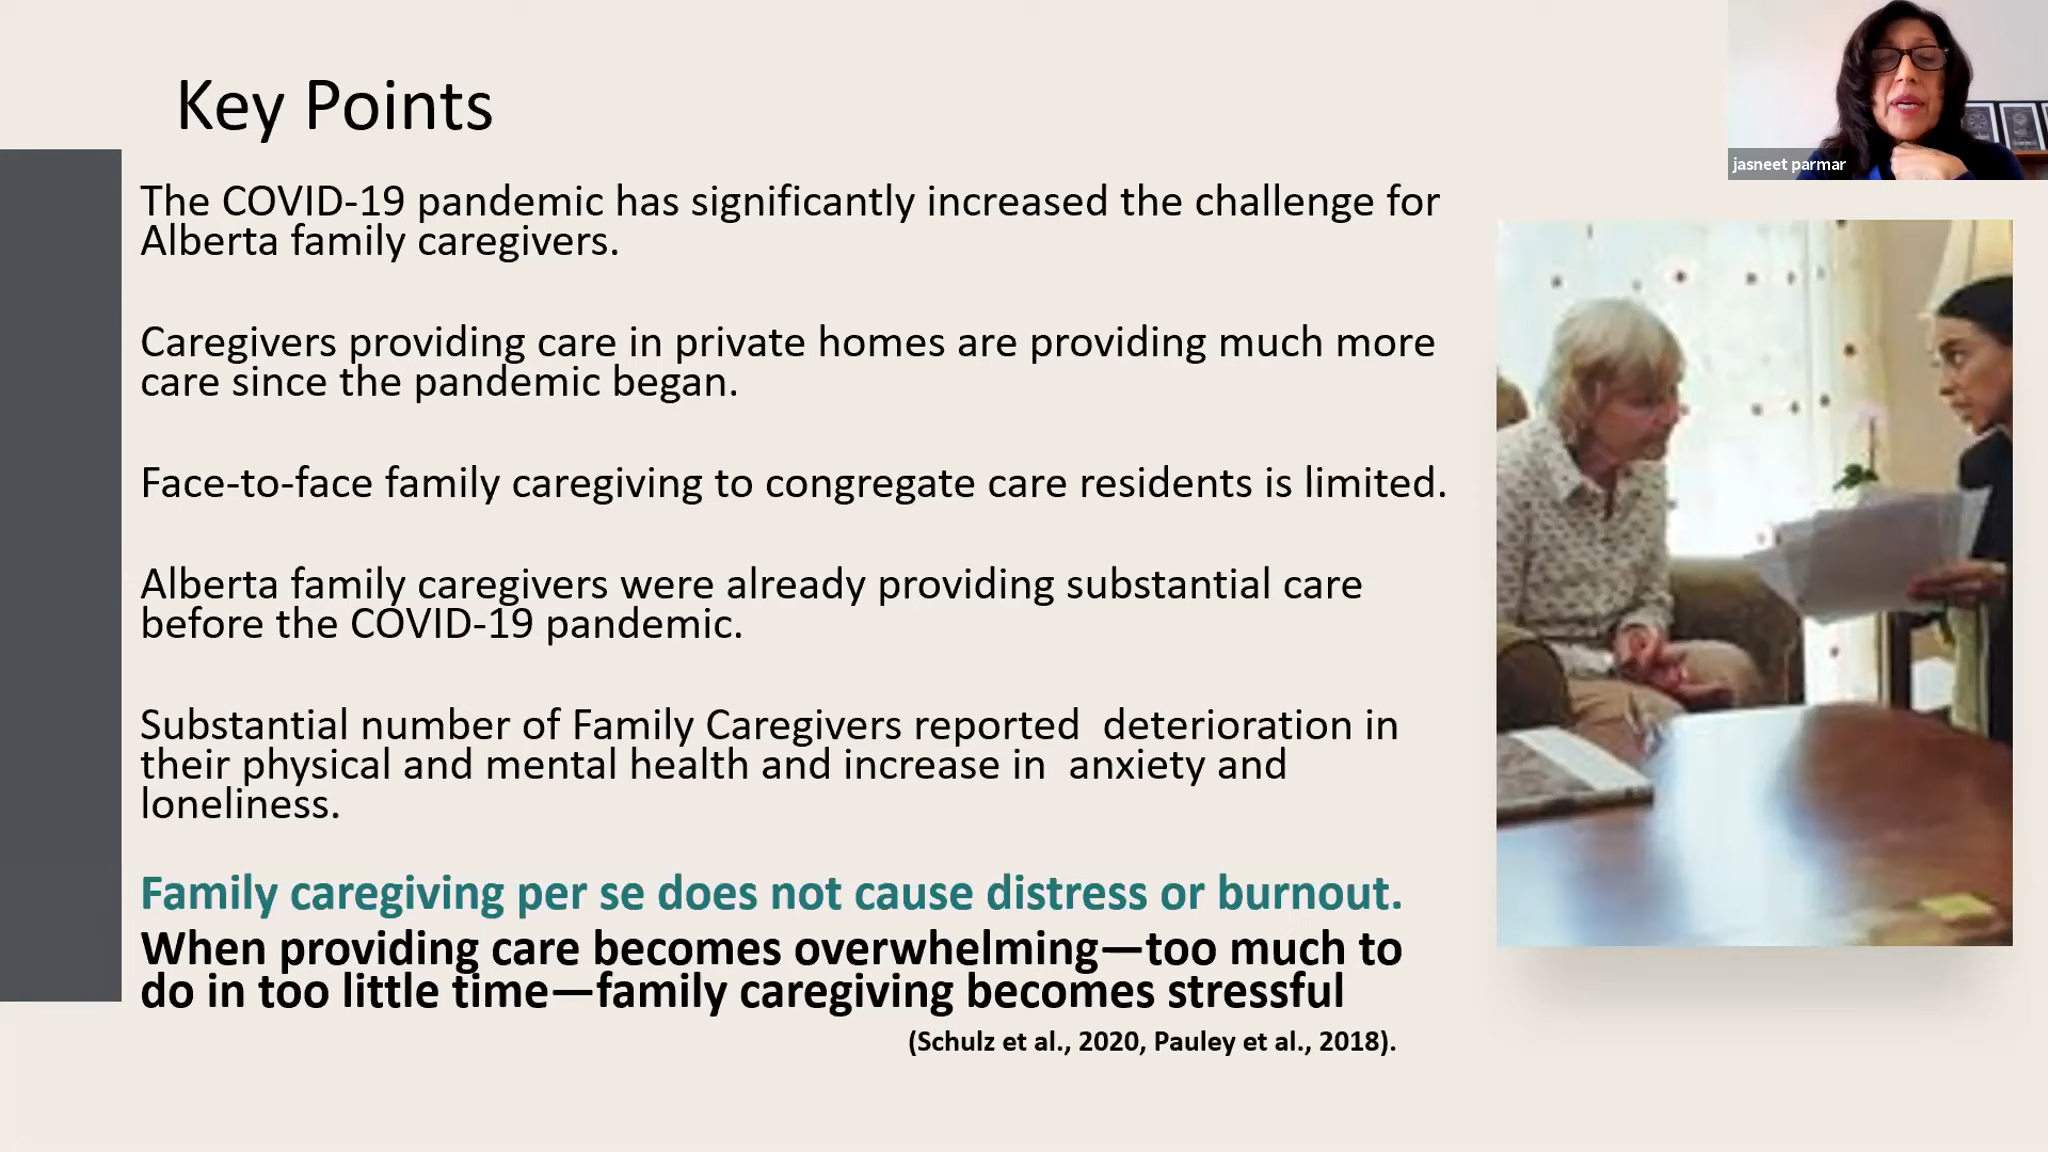 Key Points
jasneet parmar
The COVID-19 pandemic has significantly increased the challenge for
Alberta family caregivers.
Caregivers providing care in private homes are providing much more
care since the pandemic began.
Face-to-face family caregiving to congregate care residents is limited.
Alberta family caregivers were already providing substantial care
before the COVID-19 pandemic.
Substantial number of Family Caregivers reported  deterioration in
their physical and mental health and increase in  anxiety and
loneliness.
Family caregiving per se does not cause distress or burnout.
When providing care becomes overwhelming—too much to
do in too little time—family caregiving becomes stressful
(Schulz et al., 2020, Pauley et al., 2018).